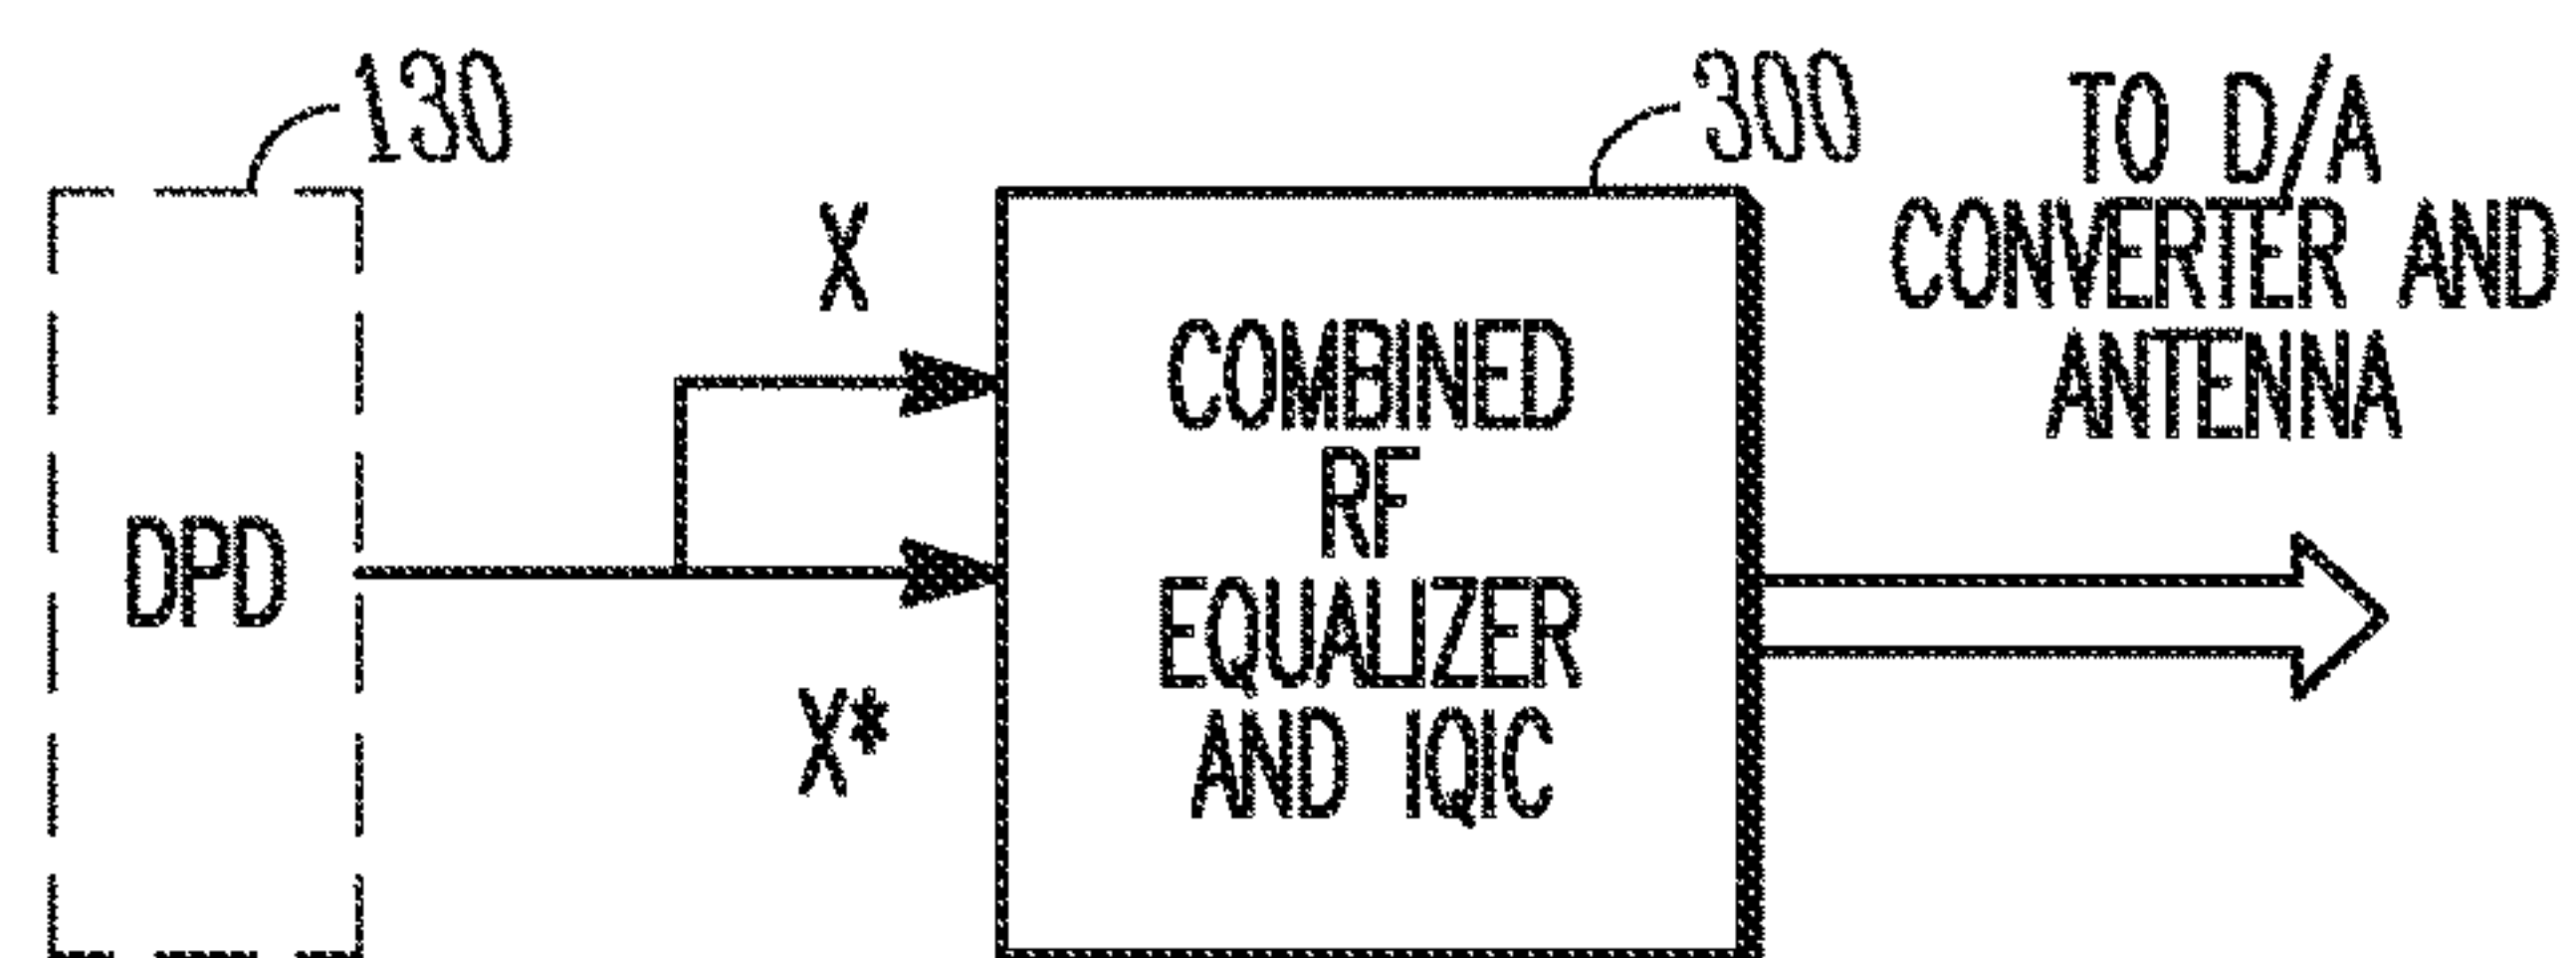 130
300
TO D/A
CONVERTER AND
ANTENNA
X
COMBINED
RF
EQUALIZER
AND IQIC
DPD
X*